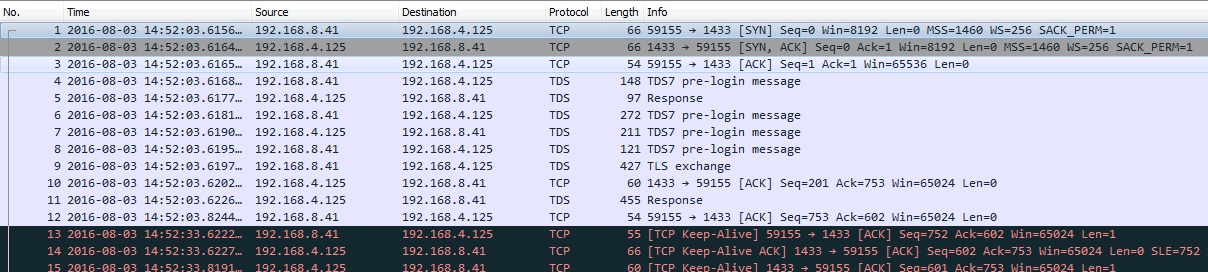 No. Time Source Destination Protocol Length Info
1 2016-08-03 14:52:03.6156… 192.168.8.41 192.168.4.125 TCP 66 59155 → 1433 [SYN] Seq=0 Win=8192 Len=0 MSS=1460 WS=256 SACK_PERM=1
2 2016-08-03 14:52:03.6164… 192.168.4.125 192.168.8.41 TCP 66 1433 → 59155 [SYN, ACK] Seq=0 Ack=1 Win=8192 Len=0 MSS=1460 WS=256 SACK_PERM=1
3 2016-08-03 14:52:03.6165… 192.168.8.41 192.168.4.125 TCP 54 59155 → 1433 [ACK] Seq=1 Ack=1 Win=65536 Len=0
4 2016-08-03 14:52:03.6168… 192.168.8.41 192.168.4.125 TDS 148 TDS7 pre-login message
5 2016-08-03 14:52:03.6177… 192.168.4.125 192.168.8.41 TDS 97 Response
6 2016-08-03 14:52:03.6181… 192.168.8.41 192.168.4.125 TDS 272 TDS7 pre-login message
7 2016-08-03 14:52:03.6190… 192.168.4.125 192.168.8.41 TDS 211 TDS7 pre-login message
8 2016-08-03 14:52:03.6195… 192.168.8.41 192.168.4.125 TDS 121 TDS7 pre-login message
9 2016-08-03 14:52:03.6197… 192.168.8.41 192.168.4.125 TDS 427 TLS exchange
10 2016-08-03 14:52:03.6202… 192.168.4.125 192.168.8.41 TCP 60 1433 → 59155 [ACK] Seq=201 Ack=753 Win=65024 Len=0
11 2016-08-03 14:52:03.6226… 192.168.4.125 192.168.8.41 TDS 455 Response
12 2016-08-03 14:52:03.8244… 192.168.8.41 192.168.4.125 TCP 54 59155 → 1433 [ACK] Seq=753 Ack=602 Win=65024 Len=0
13 2016-08-03 14:52:33.6222… 192.168.8.41 192.168.4.125 TCP 55 [TCP Keep-Alive] 59155 → 1433 [ACK] Seq=752 Ack=602 Win=65024 Len=1
14 2016-08-03 14:52:33.6227… 192.168.4.125 192.168.8.41 TCP 66 [TCP Keep-Alive ACK] 1433 → 59155 [ACK] Seq=602 Ack=753 Win=65024 Len=0 SLE=752
15 2016-08-03 14:52:33.8191… 192.168.4.125 192.168.8.41 TCP 60 [TCP Keep-Alive] 1433 → 59155 [ACK] Seq=601 Ack=753 Win=65024 Len=1